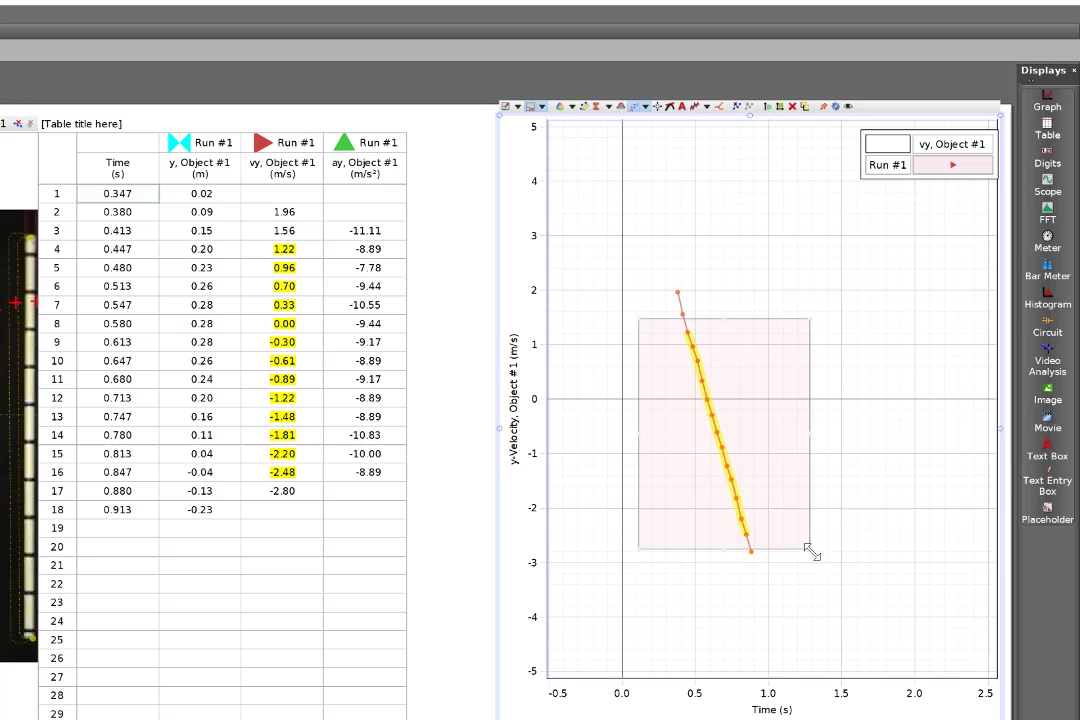 Displays ×
1
[Table title here]
Run #1 Run #1 Run #1
Time (s) y, Object #1 (m) vy, Object #1 (m/s) ay, Object #1 (m/s²)
1 0.347 0.02
2 0.380 0.09 1.96
3 0.413 0.15 1.56 -11.11
4 0.447 0.20 1.22 -8.89
5 0.480 0.23 0.96 -7.78
6 0.513 0.26 0.70 -9.44
7 0.547 0.28 0.33 -10.55
8 0.580 0.28 0.00 -9.44
9 0.613 0.28 -0.30 -9.17
10 0.647 0.26 -0.61 -8.89
11 0.680 0.24 -0.89 -9.17
12 0.713 0.20 -1.22 -8.89
13 0.747 0.16 -1.48 -8.89
14 0.780 0.11 -1.81 -10.83
15 0.813 0.04 -2.20 -10.00
16 0.847 -0.04 -2.48 -8.89
17 0.880 -0.13 -2.80
18 0.913 -0.23
19
20
21
22
23
24
25
26
27
28
29
vy, Object #1
Run #1
5
4
3
2
1
0
-1
-2
-3
-4
-5
y-Velocity, Object #1 (m/s)
-0.5 0.0 0.5 1.0 1.5 2.0 2.5
Time (s)
Graph
Table
Digits
Scope
FFT
Meter
Bar Meter
Histogram
Circuit
Video
Analysis
Image
Movie
Text Box
Text Entry
Box
Placeholder